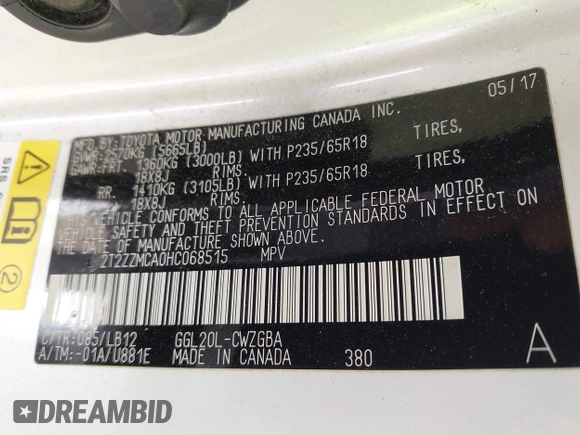 05/17
MFD BY: TOYOTA MOTOR MANUFACTURING CANADA INC.
GVWR: 2570KG (5665LB)
GAWR: FRT. 1360KG (3000LB) WITH P235/65R18 TIRES,
18X8J RIMS,
RR. 1410KG (3105LB) WITH P235/65R18 TIRES,
18X8J RIMS.
THIS VEHICLE CONFORMS TO ALL APPLICABLE FEDERAL MOTOR
VEHICLE SAFETY AND THEFT PREVENTION STANDARDS IN EFFECT ON
THE DATE OF MANUFACTURE SHOWN ABOVE.
2T2ZZMCA0HC068515 MPV
C/TR: 085/LB12 GGL20L-CWZGBA
A/TM: -01A/U881E MADE IN CANADA 380 A
SRS
2
DREAMBID